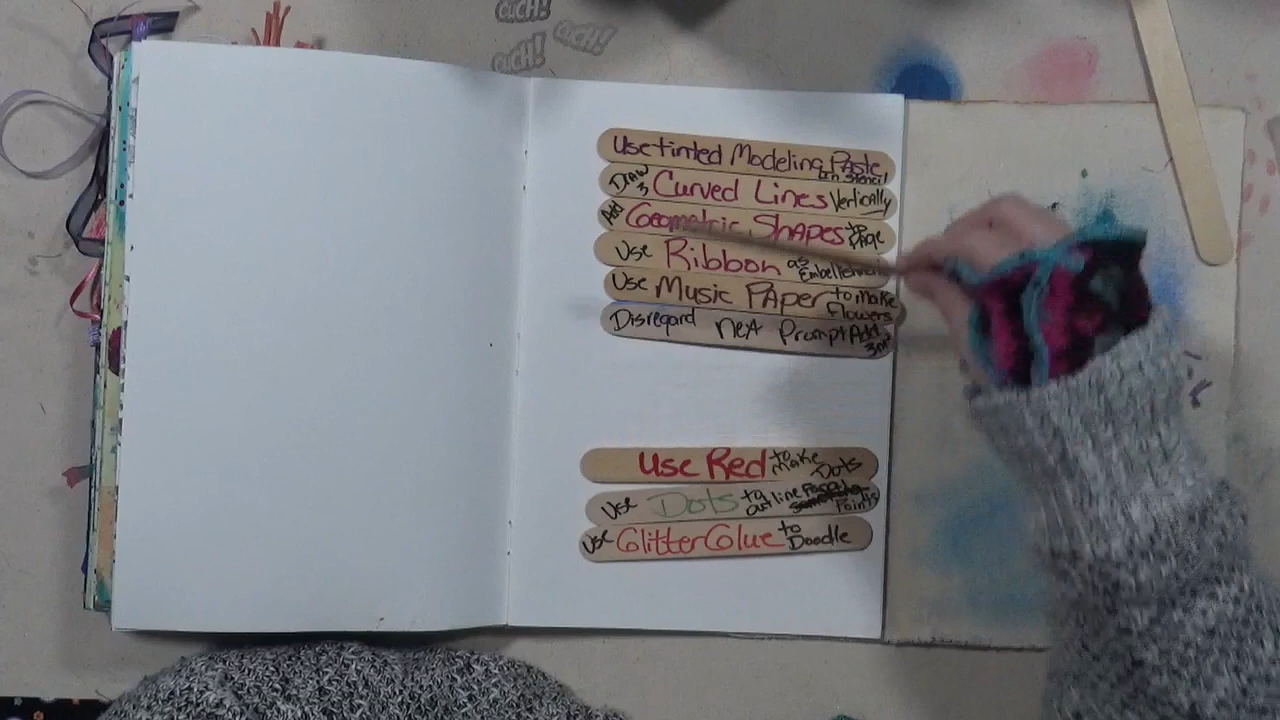 OUCH!
OUCH!
OUCH!
Use tinted Modeling Paste on stencil
Draw 3 Curved Lines Vertically
Add Geometric Shapes to Page
Use Ribbon as Embellishment
Use Music Paper to make Flowers
Disregard next Prompt Add 3
Use Red to make Dots
Use Dots to outline Points
Use Glitter Glue to Doodle